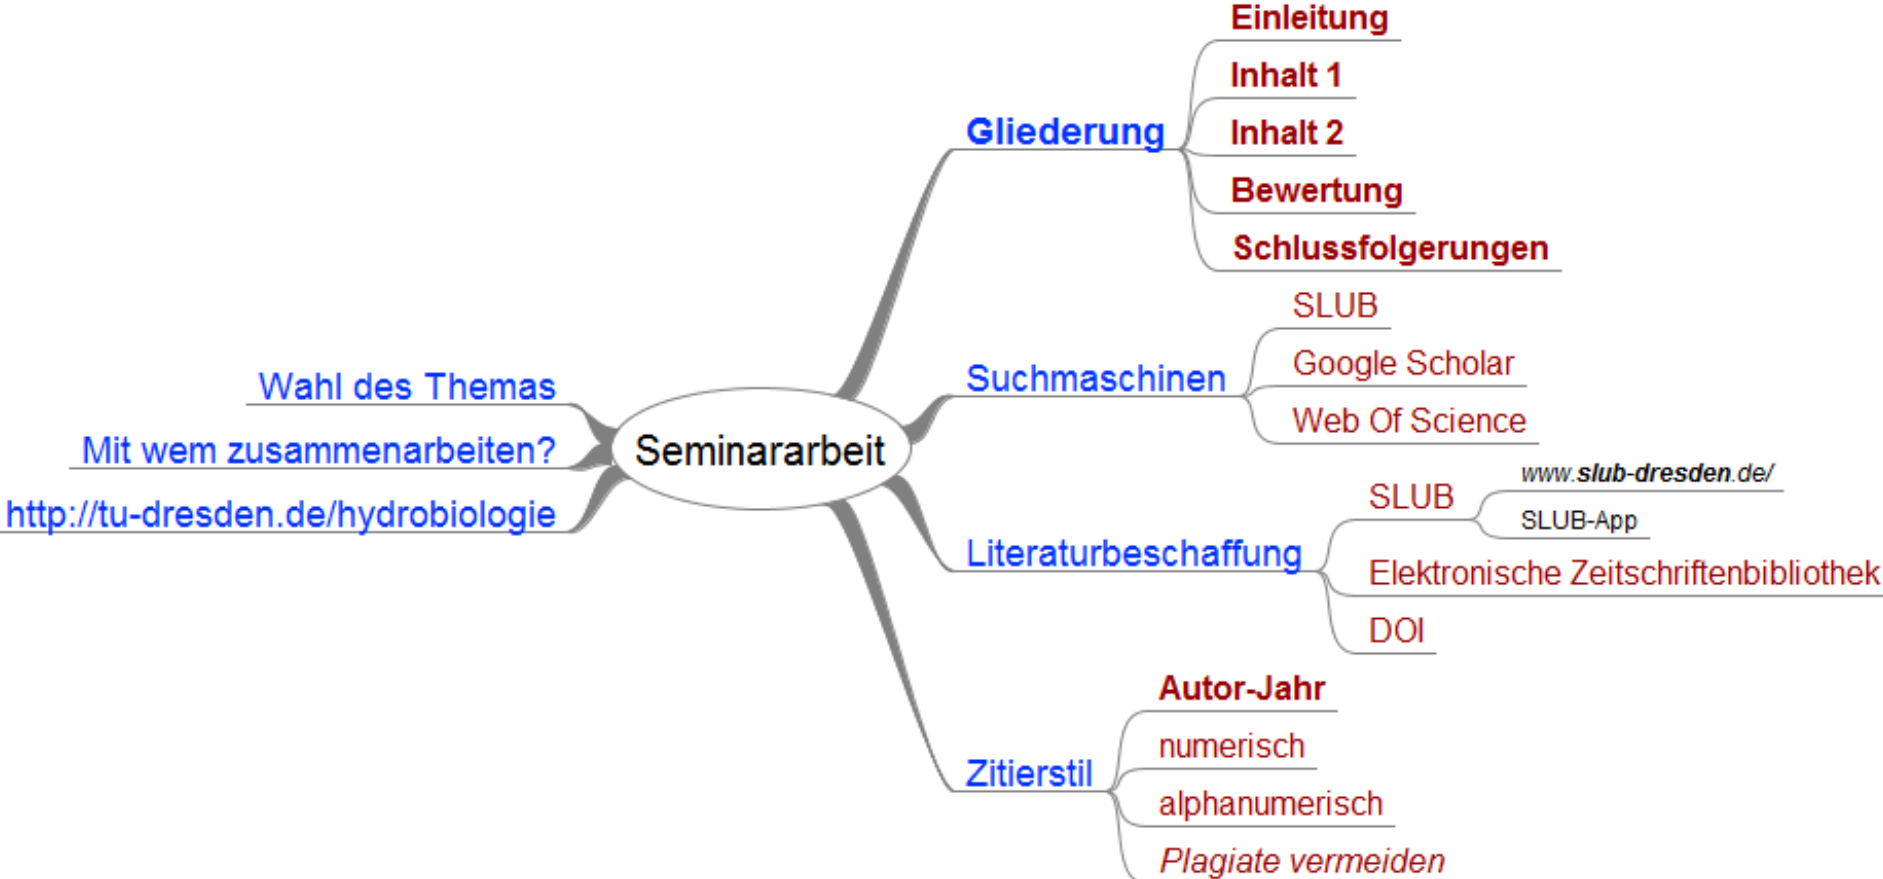 Einleitung
Inhalt 1
Inhalt 2
Gliederung
Bewertung
Schlussfolgerungen
SLUB
Google Scholar
Suchmaschinen
Web Of Science
Wahl des Themas
Mit wem zusammenarbeiten?
http://tu-dresden.de/hydrobiologie
Seminararbeit
www.slub-dresden.de/
SLUB
SLUB-App
Literaturbeschaffung
Elektronische Zeitschriftenbibliothek
DOI
Autor-Jahr
numerisch
Zitierstil
alphanumerisch
Plagiate vermeiden